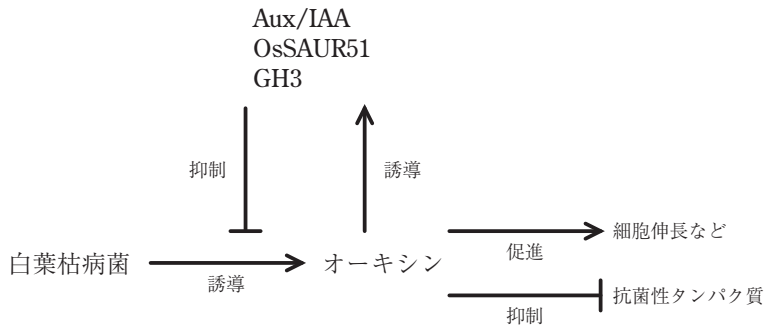 Aux/IAA
OsSAUR51
GH3
抑制
誘導
白葉枯病菌
誘導
オーキシン
促進
細胞伸長など
抑制
抗菌性タンパク質